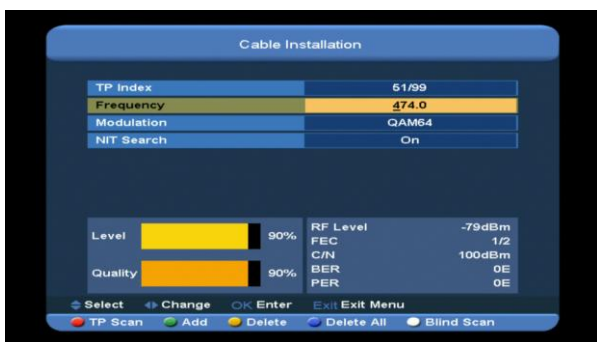 Cable Installation
TP Index 51/99
Frequency 474.0
Modulation QAM64
NIT Search On
Level 90%
Quality 90%
RF Level -79dBm
FEC 1/2
C/N 100dBm
BER 0E
PER 0E
Select Change OK Enter Exit Exit Menu
TP Scan Add Delete Delete All Blind Scan